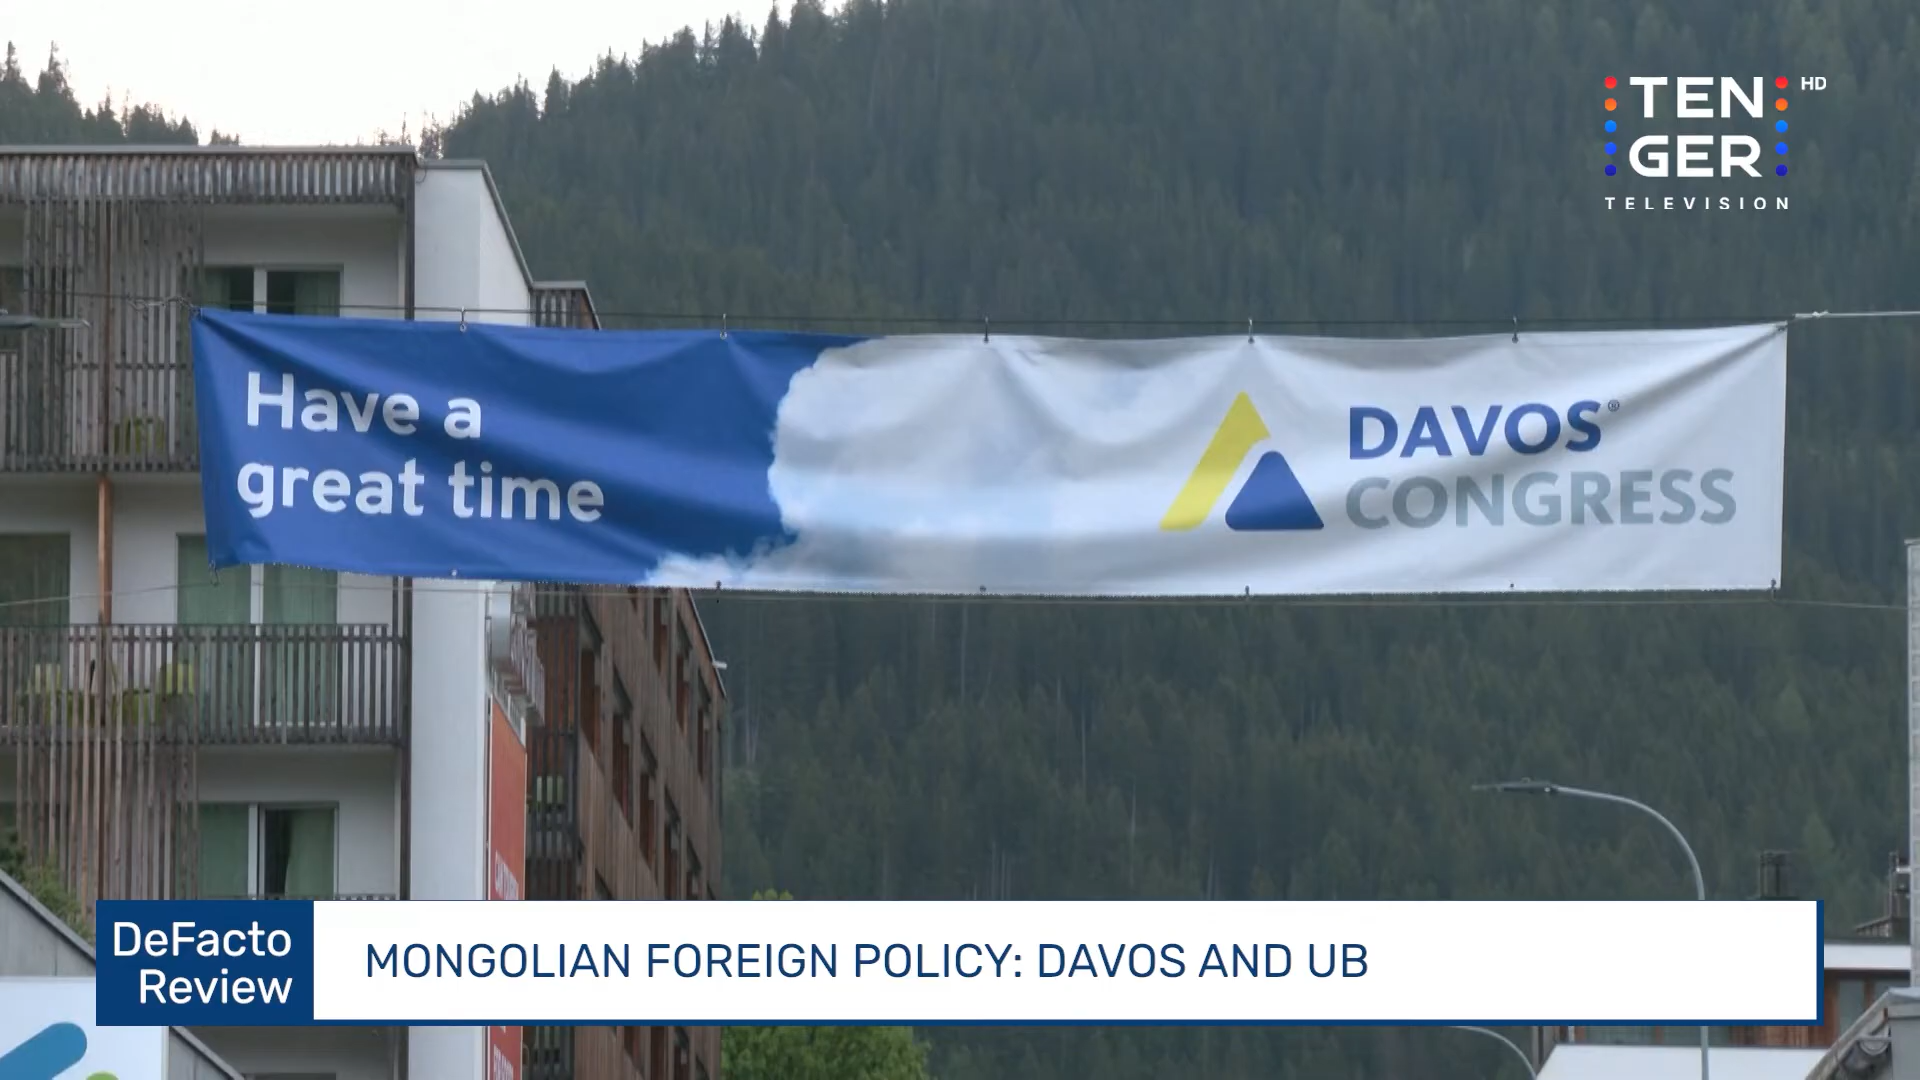 TEN
GER
HD
TELEVISION
Have a
great time
DAVOS®
CONGRESS
DeFacto
Review
MONGOLIAN FOREIGN POLICY: DAVOS AND UB